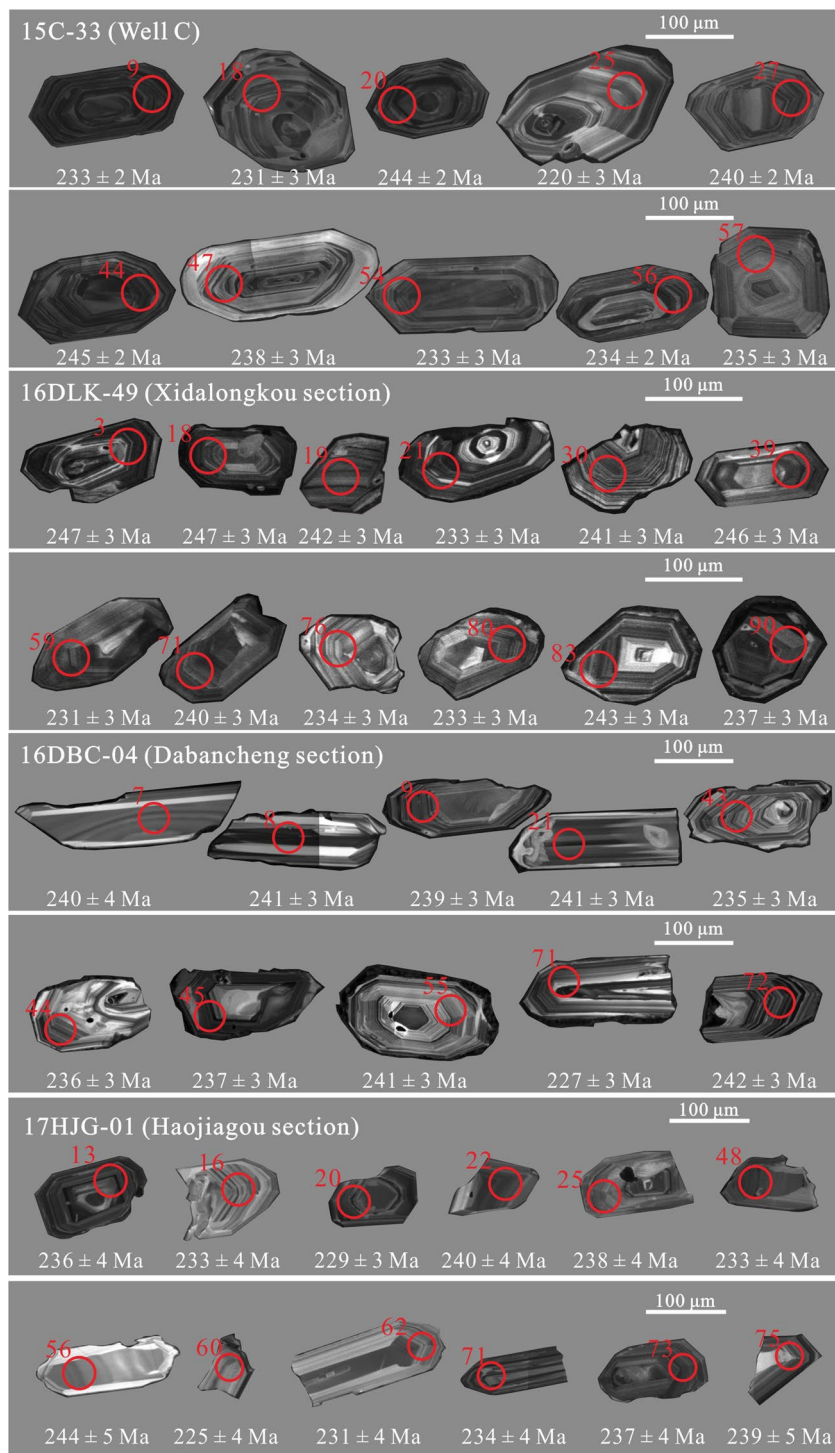 15C-33 (Well C)
100 µm
9 18 20 25 27
233 ± 2 Ma 231 ± 3 Ma 244 ± 2 Ma 220 ± 3 Ma 240 ± 2 Ma
100 µm
44 47 54 56 57
245 ± 2 Ma 238 ± 3 Ma 233 ± 3 Ma 234 ± 2 Ma 235 ± 3 Ma
16DLK-49 (Xidalongkou section)
100 µm
3 18 19 21 30 39
247 ± 3 Ma 247 ± 3 Ma 242 ± 3 Ma 233 ± 3 Ma 241 ± 3 Ma 246 ± 3 Ma
100 µm
59 71 76 80 83 90
231 ± 3 Ma 240 ± 3 Ma 234 ± 3 Ma 233 ± 3 Ma 243 ± 3 Ma 237 ± 3 Ma
16DBC-04 (Dabancheng section)
100 µm
7 8 9 21 43
240 ± 4 Ma 241 ± 3 Ma 239 ± 3 Ma 241 ± 3 Ma 235 ± 3 Ma
100 µm
44 45 55 71 72
236 ± 3 Ma 237 ± 3 Ma 241 ± 3 Ma 227 ± 3 Ma 242 ± 3 Ma
17HJG-01 (Haojiagou section)
100 µm
13 16 20 22 25 48
236 ± 4 Ma 233 ± 4 Ma 229 ± 3 Ma 240 ± 4 Ma 238 ± 4 Ma 233 ± 4 Ma
100 µm
56 60 62 71 73 75
244 ± 5 Ma 225 ± 4 Ma 231 ± 4 Ma 234 ± 4 Ma 237 ± 4 Ma 239 ± 5 Ma